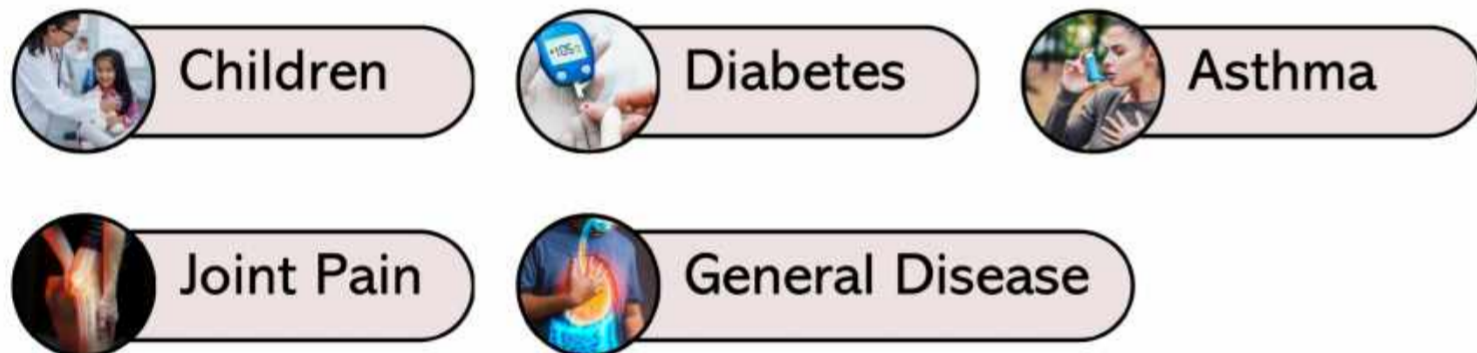 Children
Diabetes
Asthma
Joint Pain
General Disease